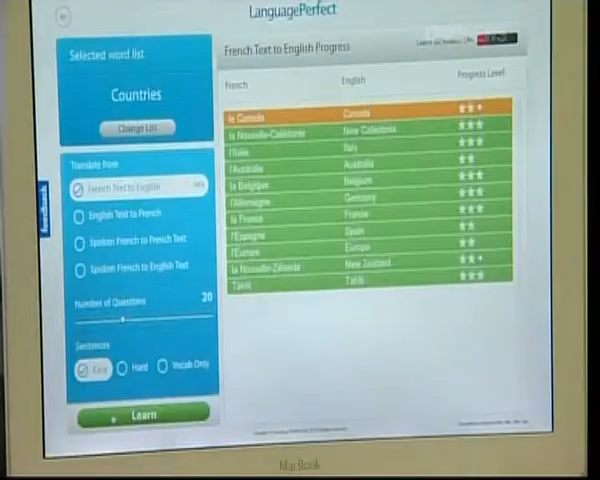 LanguagePerfect
Selected word list
Countries
Change List
Translate from
French Text to English
English Text to French
Spoken French to French Text
Spoken French to English Text
Number of Questions 20
Sentences
Easy Hard Vocab Only
Learn
feedback
French Text to English Progress
French English Progress Level
le Canada Canada
la Nouvelle-Calédonie New Caledonia
l'Italie Italy
l'Australie Australia
la Belgique Belgium
l'Allemagne Germany
la France France
l'Espagne Spain
l'Europe Europe
la Nouvelle-Zélande New Zealand
Tahiti Tahiti
MacBook